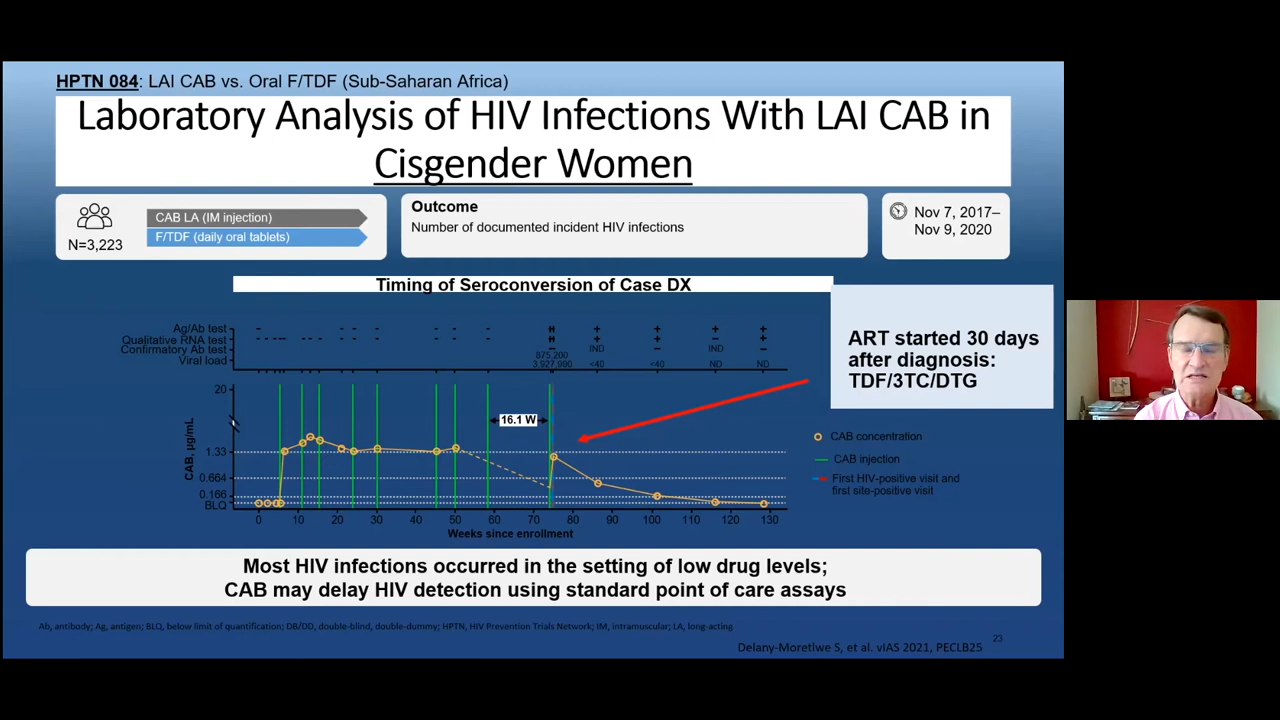 HPTN 084: LAI CAB vs. Oral F/TDF (Sub-Saharan Africa)
Laboratory Analysis of HIV Infections With LAI CAB in
Cisgender Women
N=3,223
CAB LA (IM injection)
F/TDF (daily oral tablets)
Outcome
Number of documented incident HIV infections
Nov 7, 2017–
Nov 9, 2020
Timing of Seroconversion of Case DX
Ag/Ab test - - - - - - - + + + + +
Qualitative RNA test
Confirmatory Ab test – IND – IND –
Viral load
875,200
3,927,990 <40 <40 ND ND
ART started 30 days
after diagnosis:
TDF/3TC/DTG
CAB, µg/mL
20
1.33
0.664
0.166
BLQ
16.1 W
0 10 20 30 40 50 60 70 80 90 100 110 120 130
Weeks since enrollment
CAB concentration
CAB injection
First HIV-positive visit and
first site-positive visit
Most HIV infections occurred in the setting of low drug levels;
CAB may delay HIV detection using standard point of care assays
Ab, antibody; Ag, antigen; BLQ, below limit of quantification; DB/DD, double-blind, double-dummy; HPTN, HIV Prevention Trials Network; IM, intramuscular; LA, long-acting
23
Delany-Moretlwe S, et al. vIAS 2021, PECLB25